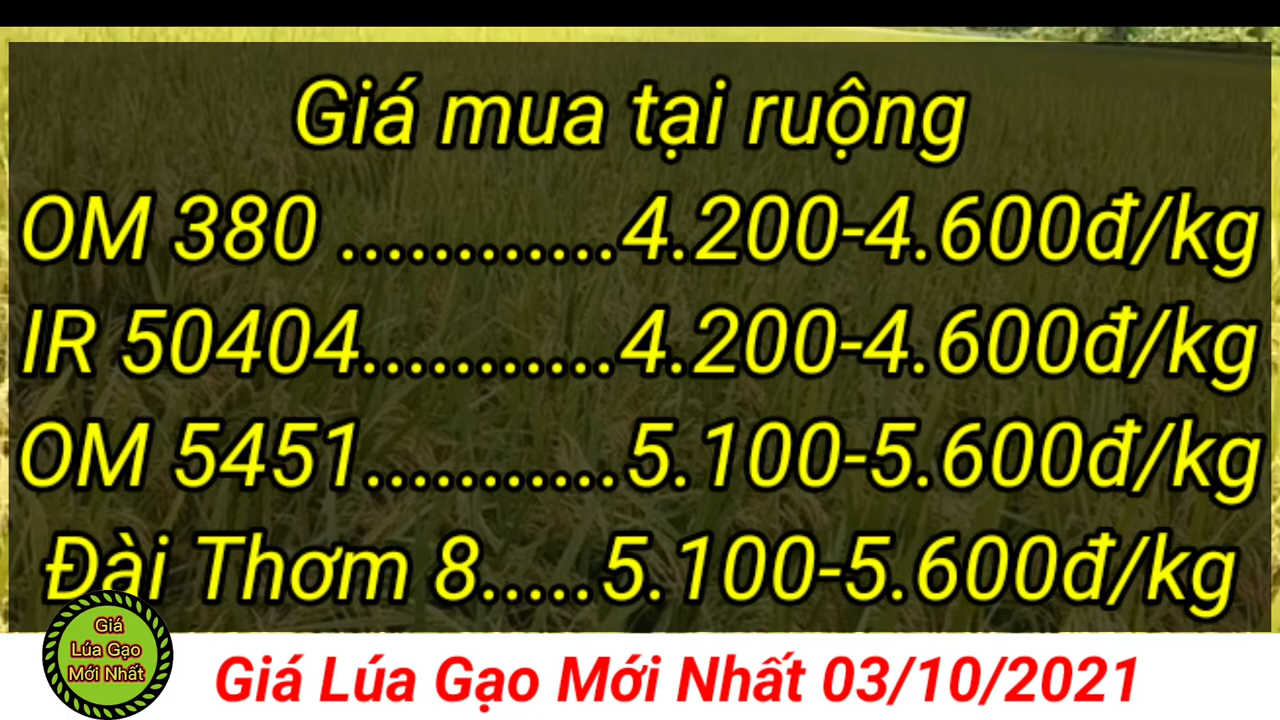 Giá mua tại ruộng
OM 380 ............4.200-4.600đ/kg
IR 50404...........4.200-4.600đ/kg
OM 5451...........5.100-5.600đ/kg
Đài Thơm 8.....5.100-5.600đ/kg
Giá
Lúa Gạo
Mới Nhất
Giá Lúa Gạo Mới Nhất 03/10/2021